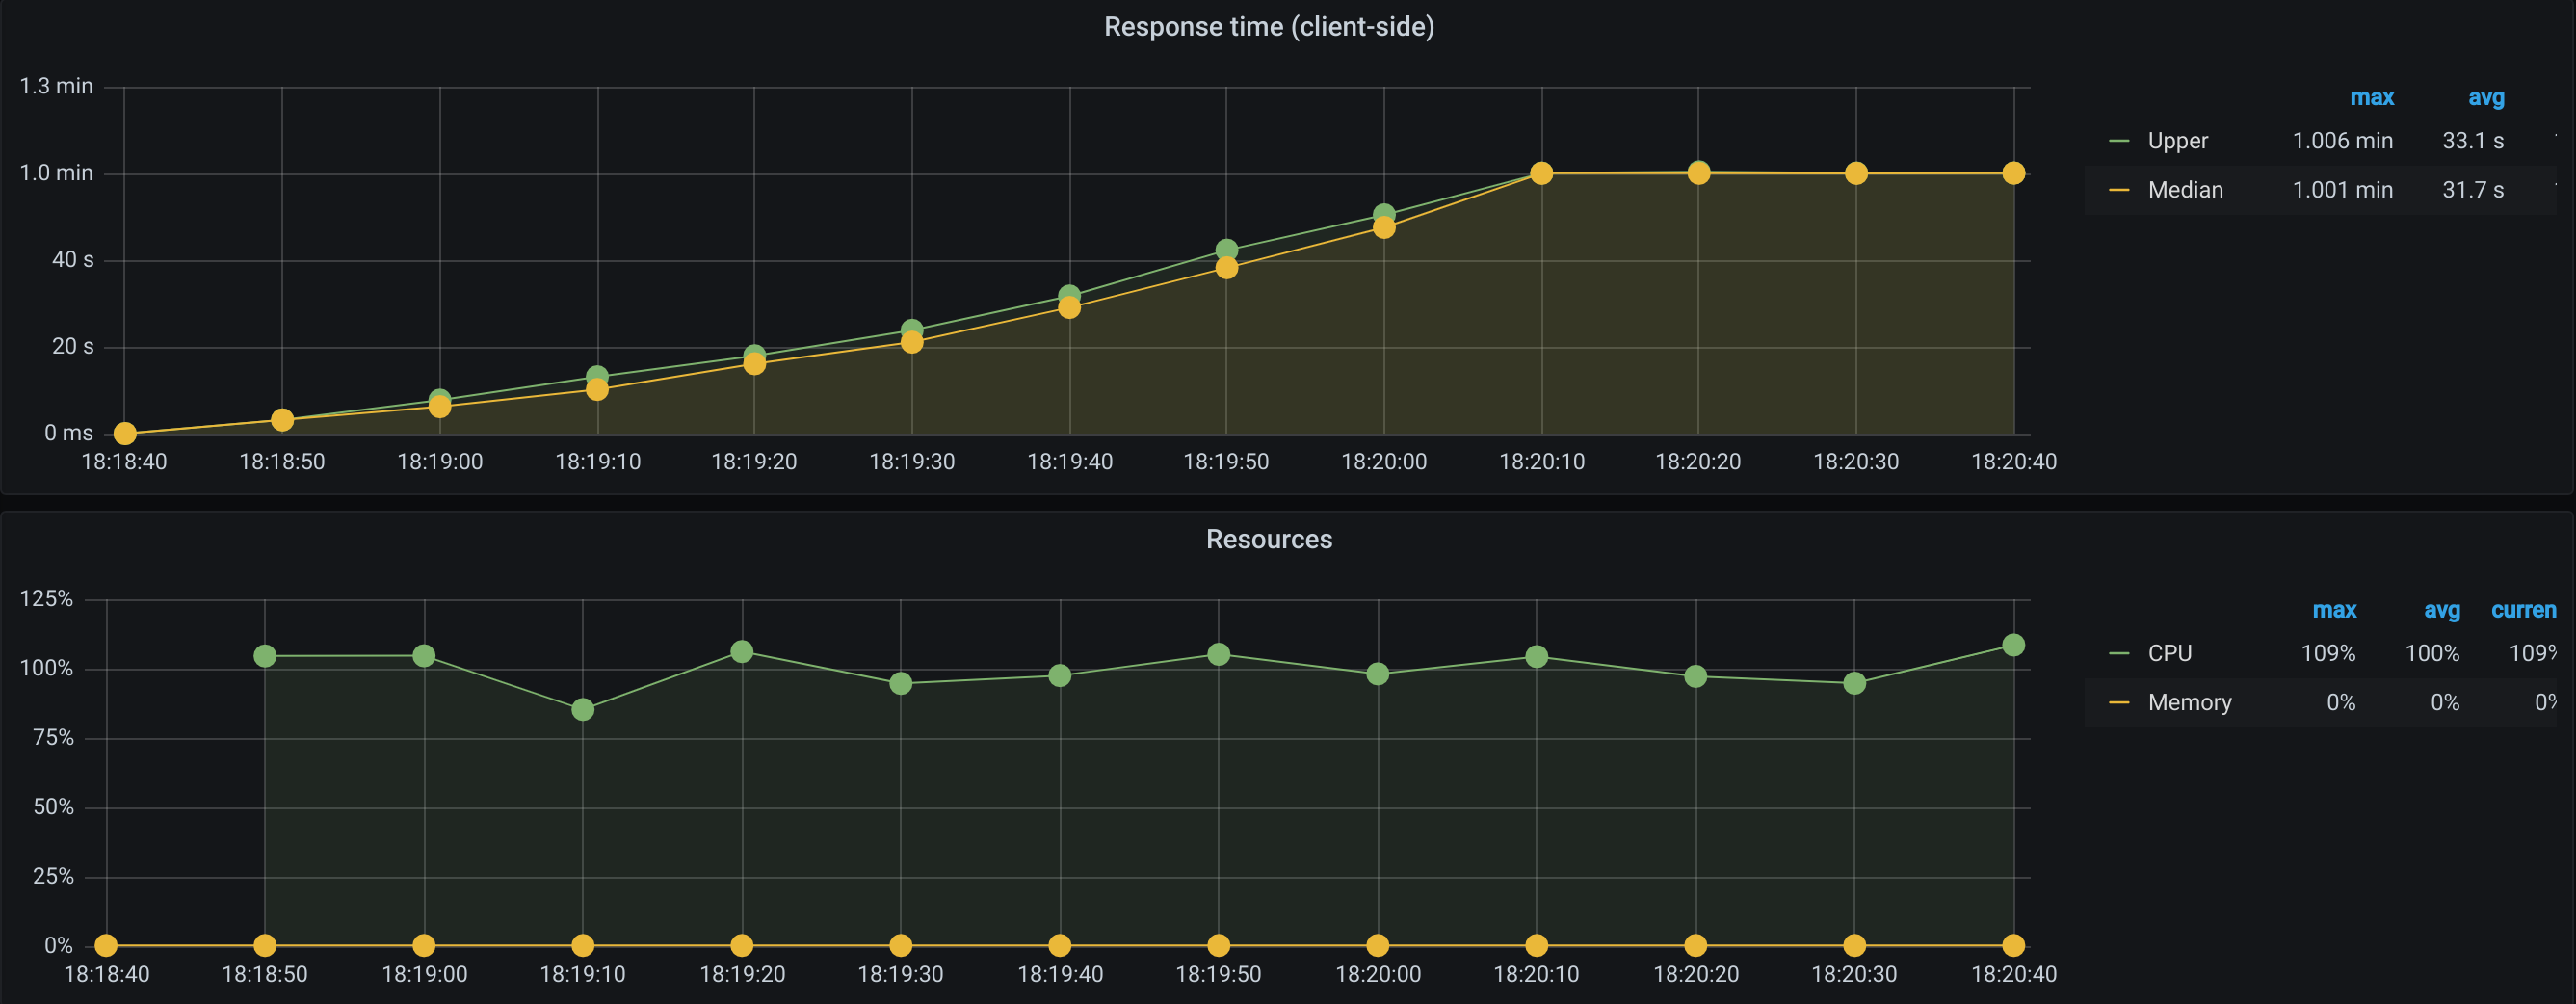 Response time (client-side)
1.3 min
1.0 min
40 s
20 s
0 ms
18:18:40 18:18:50 18:19:00 18:19:10 18:19:20 18:19:30 18:19:40 18:19:50 18:20:00 18:20:10 18:20:20 18:20:30 18:20:40
max avg
Upper 1.006 min 33.1 s
Median 1.001 min 31.7 s
Resources
125%
100%
75%
50%
25%
0%
18:18:40 18:18:50 18:19:00 18:19:10 18:19:20 18:19:30 18:19:40 18:19:50 18:20:00 18:20:10 18:20:20 18:20:30 18:20:40
max avg curren
CPU 109% 100% 109%
Memory 0% 0% 0%